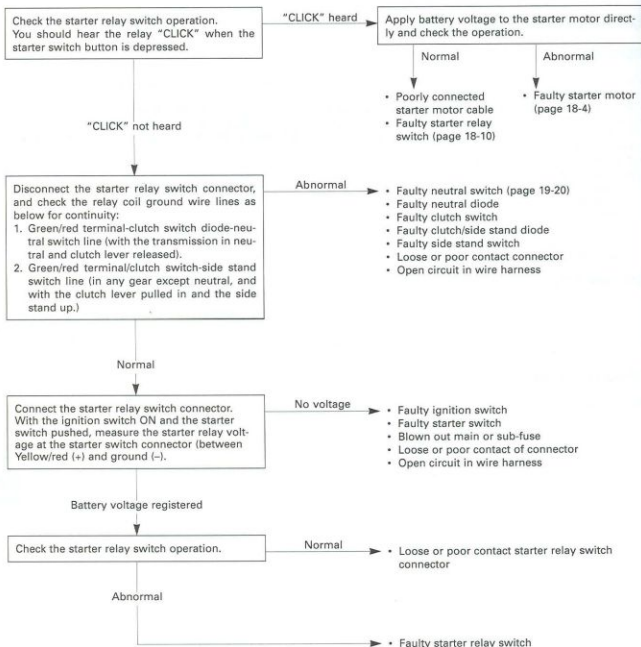 Check the starter relay switch operation.
You should hear the relay “CLICK” when the
starter switch button is depressed.
“CLICK” heard
Apply battery voltage to the starter motor direct-
ly and check the operation.
Normal
Abnormal
• Poorly connected
starter motor cable
• Faulty starter relay
switch (page 18-10)
• Faulty starter motor
(page 18-4)
“CLICK” not heard
Disconnect the starter relay switch connector,
and check the relay coil ground wire lines as
below for continuity:
1. Green/red terminal-clutch switch diode-neu-
tral switch line (with the transmission in neu-
tral and clutch lever released).
2. Green/red terminal/clutch switch-side stand
switch line (in any gear except neutral, and
with the clutch lever pulled in and the side
stand up.)
Abnormal
• Faulty neutral switch (page 19-20)
• Faulty neutral diode
• Faulty clutch switch
• Faulty clutch/side stand diode
• Faulty side stand switch
• Loose or poor contact connector
• Open circuit in wire harness
Normal
Connect the starter relay switch connector.
With the ignition switch ON and the starter
switch pushed, measure the starter relay volt-
age at the starter switch connector (between
Yellow/red (+) and ground (–).
No voltage
• Faulty ignition switch
• Faulty starter switch
• Blown out main or sub-fuse
• Loose or poor contact of connector
• Open circuit in wire harness
Battery voltage registered
Check the starter relay switch operation.
Normal
• Loose or poor contact starter relay switch
connector
Abnormal
• Faulty starter relay switch